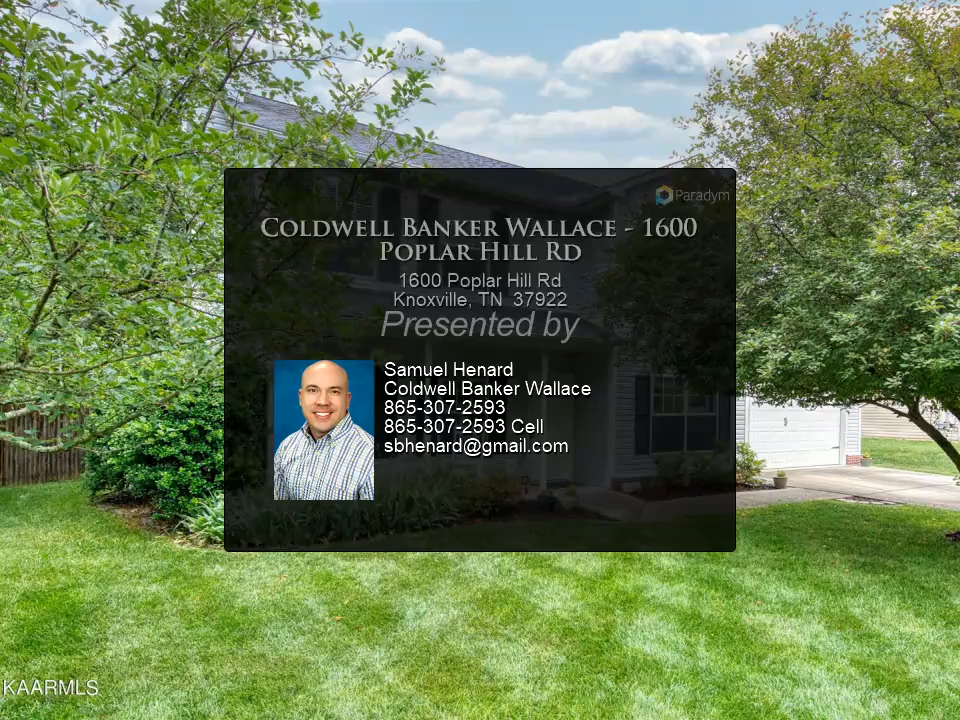 Paradym
Coldwell Banker Wallace - 1600
Poplar Hill Rd
1600 Poplar Hill Rd
Knoxville, TN 37922
Presented by
Samuel Henard
Coldwell Banker Wallace
865-307-2593
865-307-2593 Cell
sbhenard@gmail.com
KAARMLS